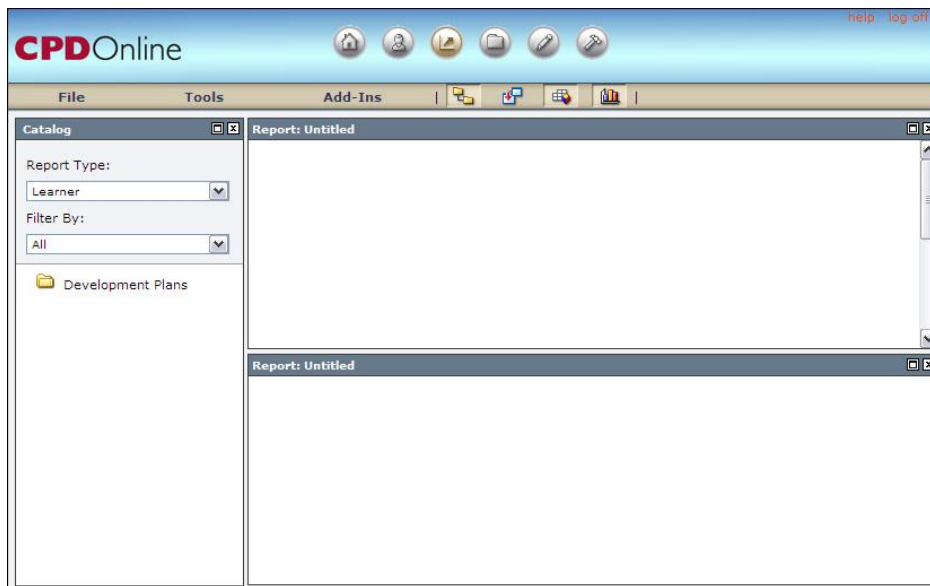 help log off
CPDOnline
File Tools Add-Ins
Catalog
Report Type:
Learner
Filter By:
All
Development Plans
Report: Untitled
Report: Untitled